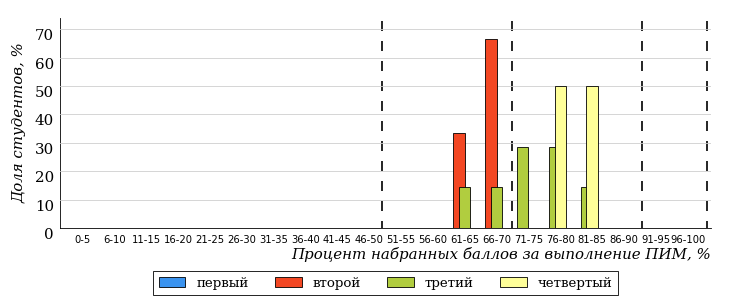 Доля студентов, %
70
60
50
40
30
20
10
0
0-5 6-10 11-15 16-20 21-25 26-30 31-35 36-40 41-45 46-50 51-55 56-60 61-65 66-70 71-75 76-80 81-85 86-90 91-95 96-100
Процент набранных баллов за выполнение ПИМ, %
первый второй третий четвертый